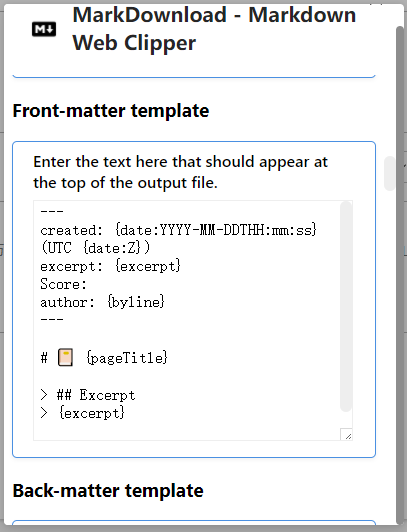 M↓
MarkDownload - Markdown
Web Clipper
Front-matter template
Enter the text here that should appear at
the top of the output file.
---
created: {date:YYYY-MM-DDTHH:mm:ss}
(UTC {date:Z})
excerpt: {excerpt}
Score:
author: {byline}
---
# 📔 {pageTitle}
> ## Excerpt
> {excerpt}
Back-matter template